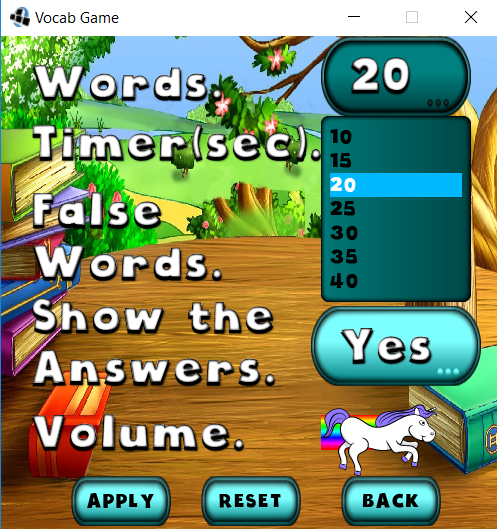 Vocab Game
Words.
20
...
Timer(sec).
10
15
20
25
30
35
40
False
Words.
Show the
Answers.
Yes
...
Volume.
APPLY
RESET
BACK